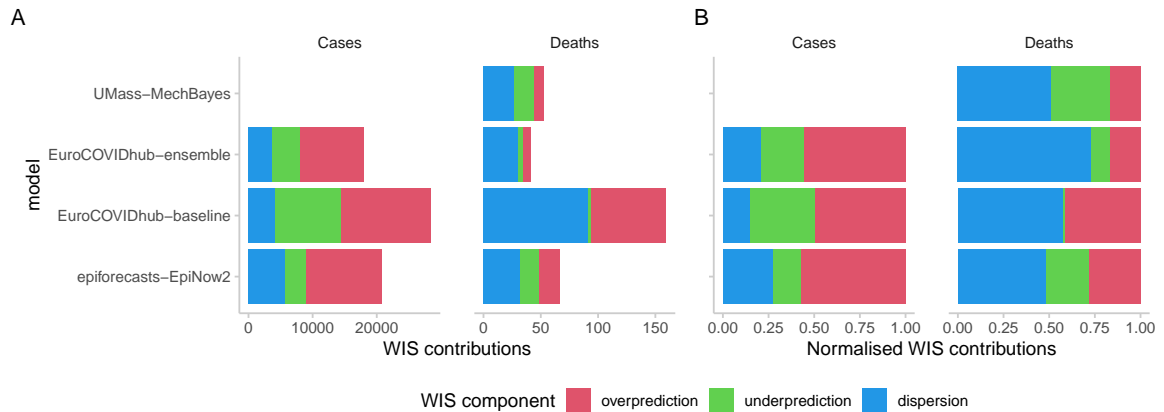 A
B
Cases
Deaths
Cases
Deaths
model
UMass−MechBayes
EuroCOVIDhub−ensemble
EuroCOVIDhub−baseline
epiforecasts−EpiNow2
0 10000 20000
0 50 100 150
0.00 0.25 0.50 0.75 1.00
0.00 0.25 0.50 0.75 1.00
WIS contributions
Normalised WIS contributions
WIS component overprediction underprediction dispersion